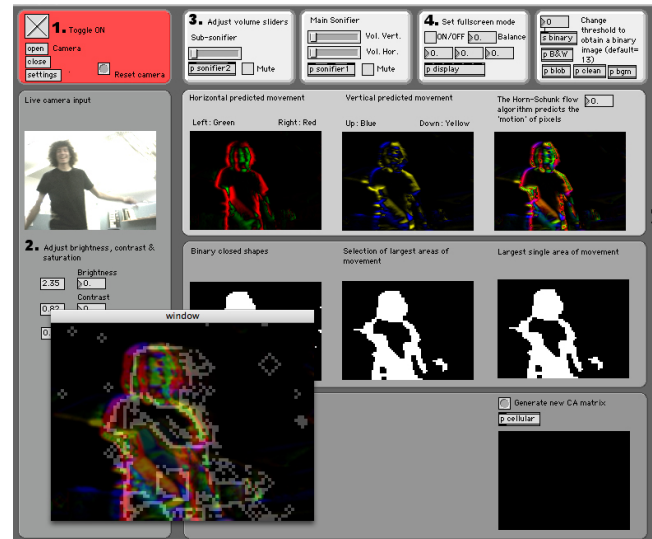 1. Toggle ON
open Camera
close
settings
Reset camera
3. Adjust volume sliders
Sub-sonifier
p sonifier2 Mute
Main Sonifier
Vol. Vert.
Vol. Hor.
p sonifier1 Mute
4. Set fullscreen mode
ON/OFF 0. Balance
0. 0. 0.
p display
0
s binary
p B&W
Change
threshold to
obtain a binary
image (default=
13)
p blob p clean p bgm
Live camera input
Horizontal predicted movement
Left: Green Right: Red
Vertical predicted movement
Up: Blue Down: Yellow
The Horn-Schunk flow 0.
algorithm predicts the
'motion' of pixels
2. Adjust brightness, contrast &
saturation
Brightness
2.35 0.
Contrast
0.82 0.
0.
Binary closed shapes
Selection of largest areas of
movement
Largest single area of movement
window
Generate new CA matrix
p cellular